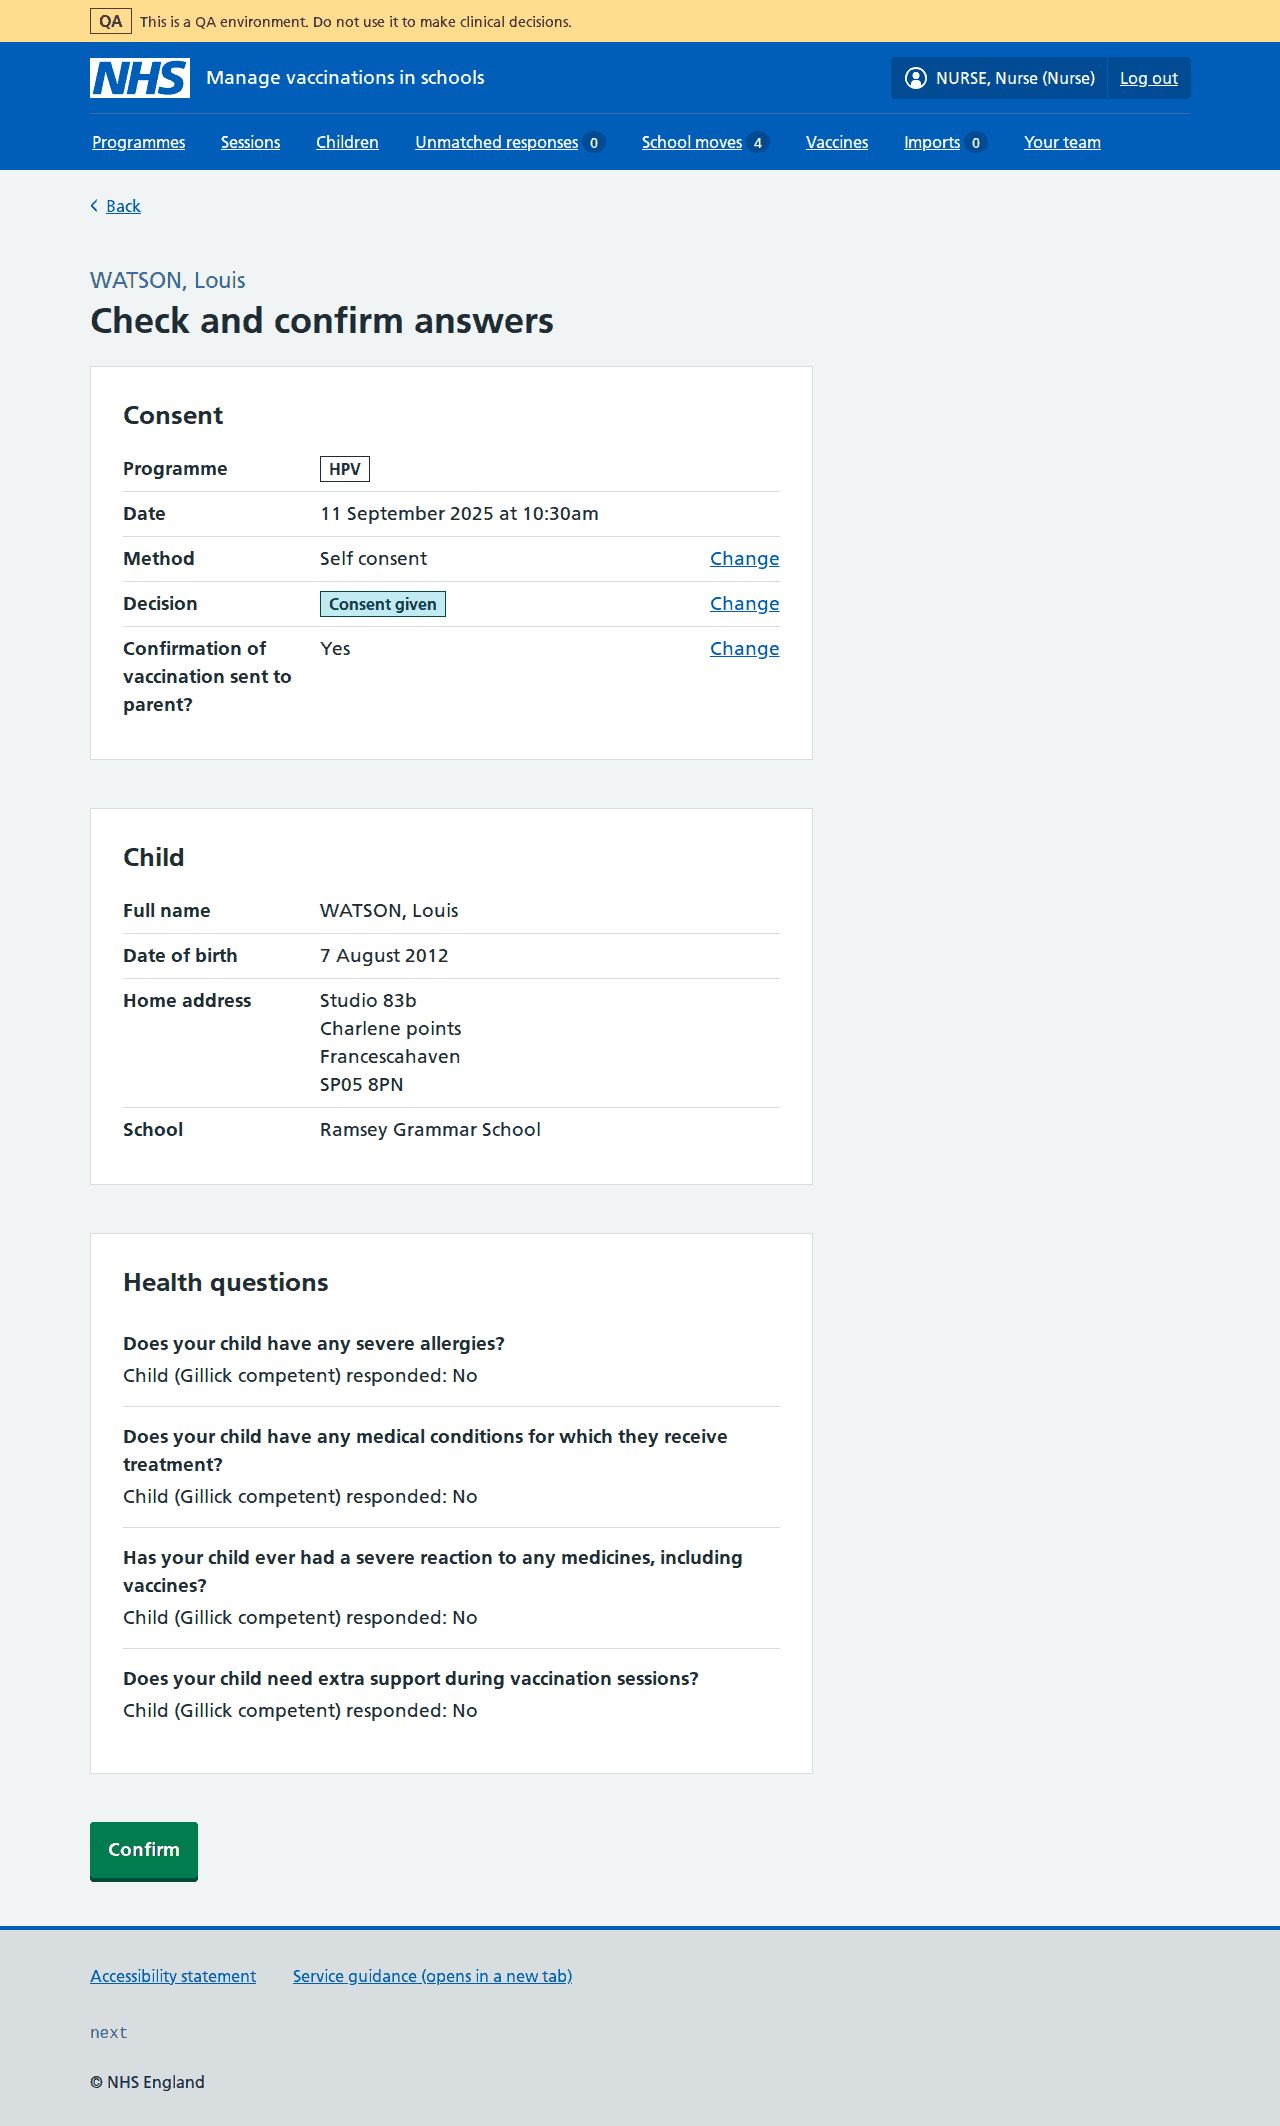 QA This is a QA environment. Do not use it to make clinical decisions.
NHS Manage vaccinations in schools NURSE, Nurse (Nurse) Log out
Programmes Sessions Children Unmatched responses 0 School moves 4 Vaccines Imports 0 Your team
Back
WATSON, Louis
Check and confirm answers
Consent
Programme HPV
Date 11 September 2025 at 10:30am
Method Self consent Change
Decision Consent given Change
Confirmation of Yes Change
vaccination sent to
parent?
Child
Full name WATSON, Louis
Date of birth 7 August 2012
Home address Studio 83b
Charlene points
Francescahaven
SP05 8PN
School Ramsey Grammar School
Health questions
Does your child have any severe allergies?
Child (Gillick competent) responded: No
Does your child have any medical conditions for which they receive
treatment?
Child (Gillick competent) responded: No
Has your child ever had a severe reaction to any medicines, including
vaccines?
Child (Gillick competent) responded: No
Does your child need extra support during vaccination sessions?
Child (Gillick competent) responded: No
Confirm
Accessibility statement Service guidance (opens in a new tab)
next
© NHS England